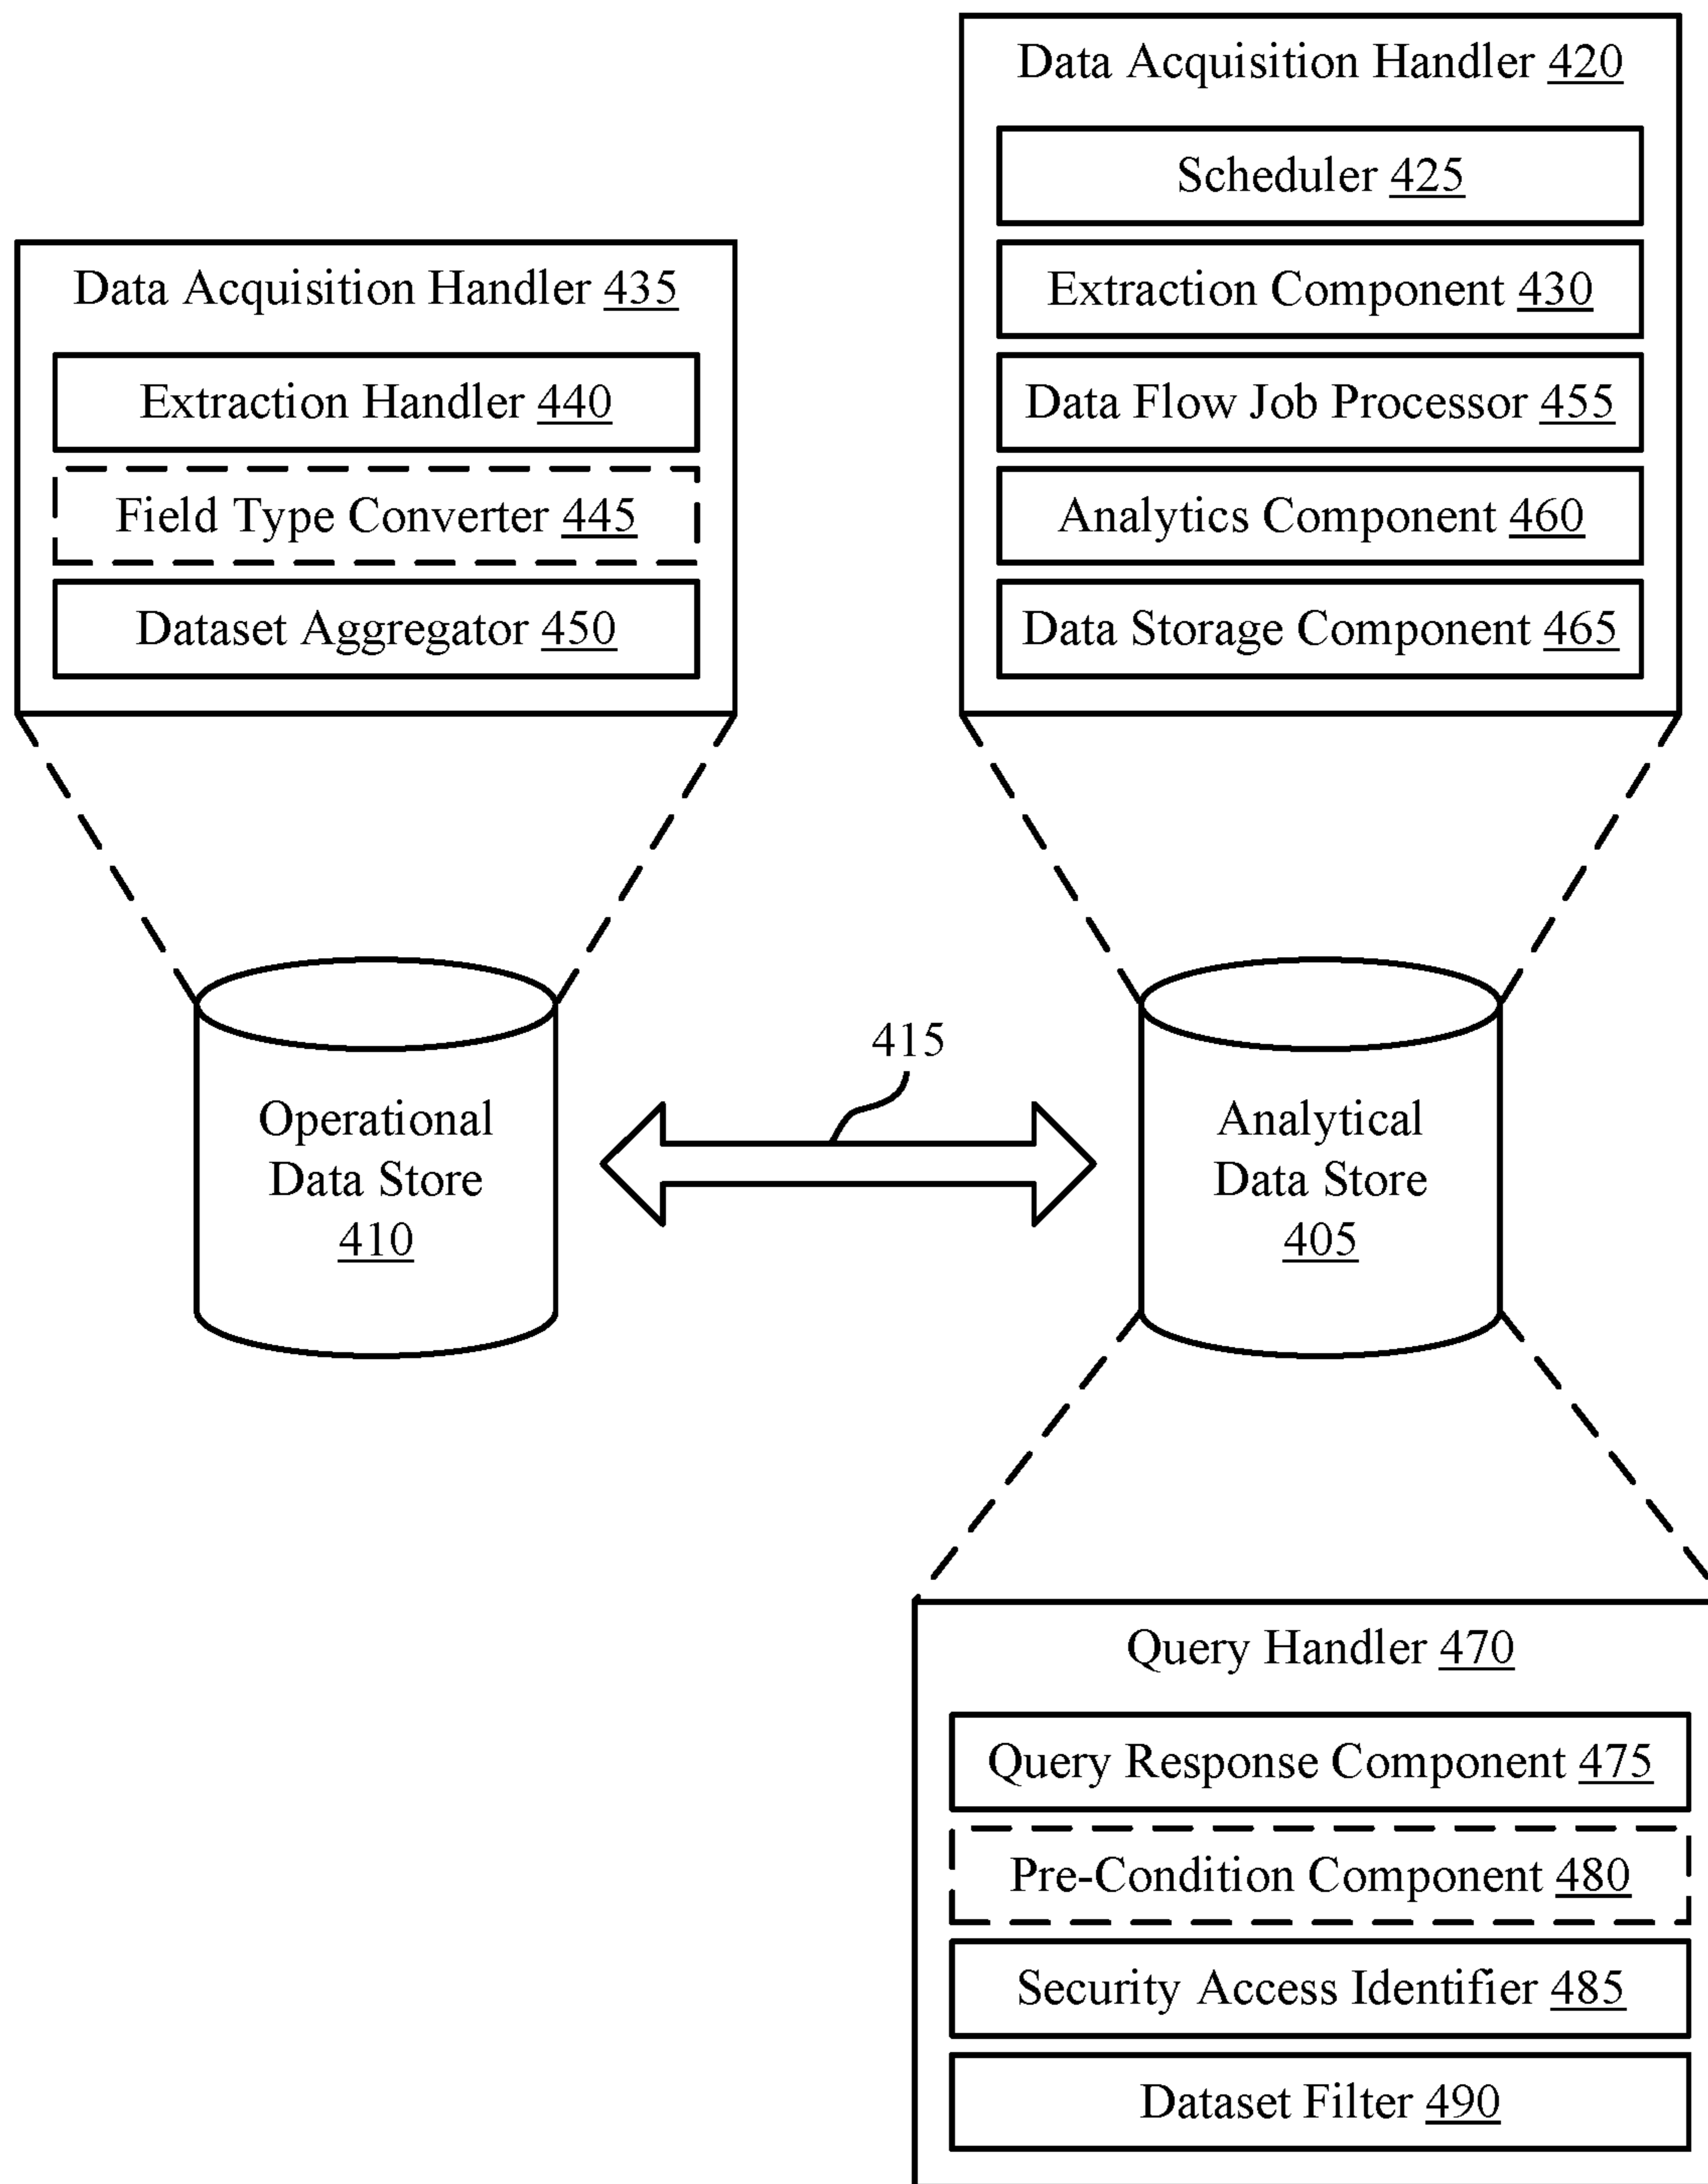 Data Acquisition Handler 420
Scheduler 425
Extraction Component 430
Data Flow Job Processor 455
Analytics Component 460
Data Storage Component 465
Data Acquisition Handler 435
Extraction Handler 440
Field Type Converter 445
Dataset Aggregator 450
415
Operational
Data Store
410
Analytical
Data Store
405
Query Handler 470
Query Response Component 475
Pre-Condition Component 480
Security Access Identifier 485
Dataset Filter 490